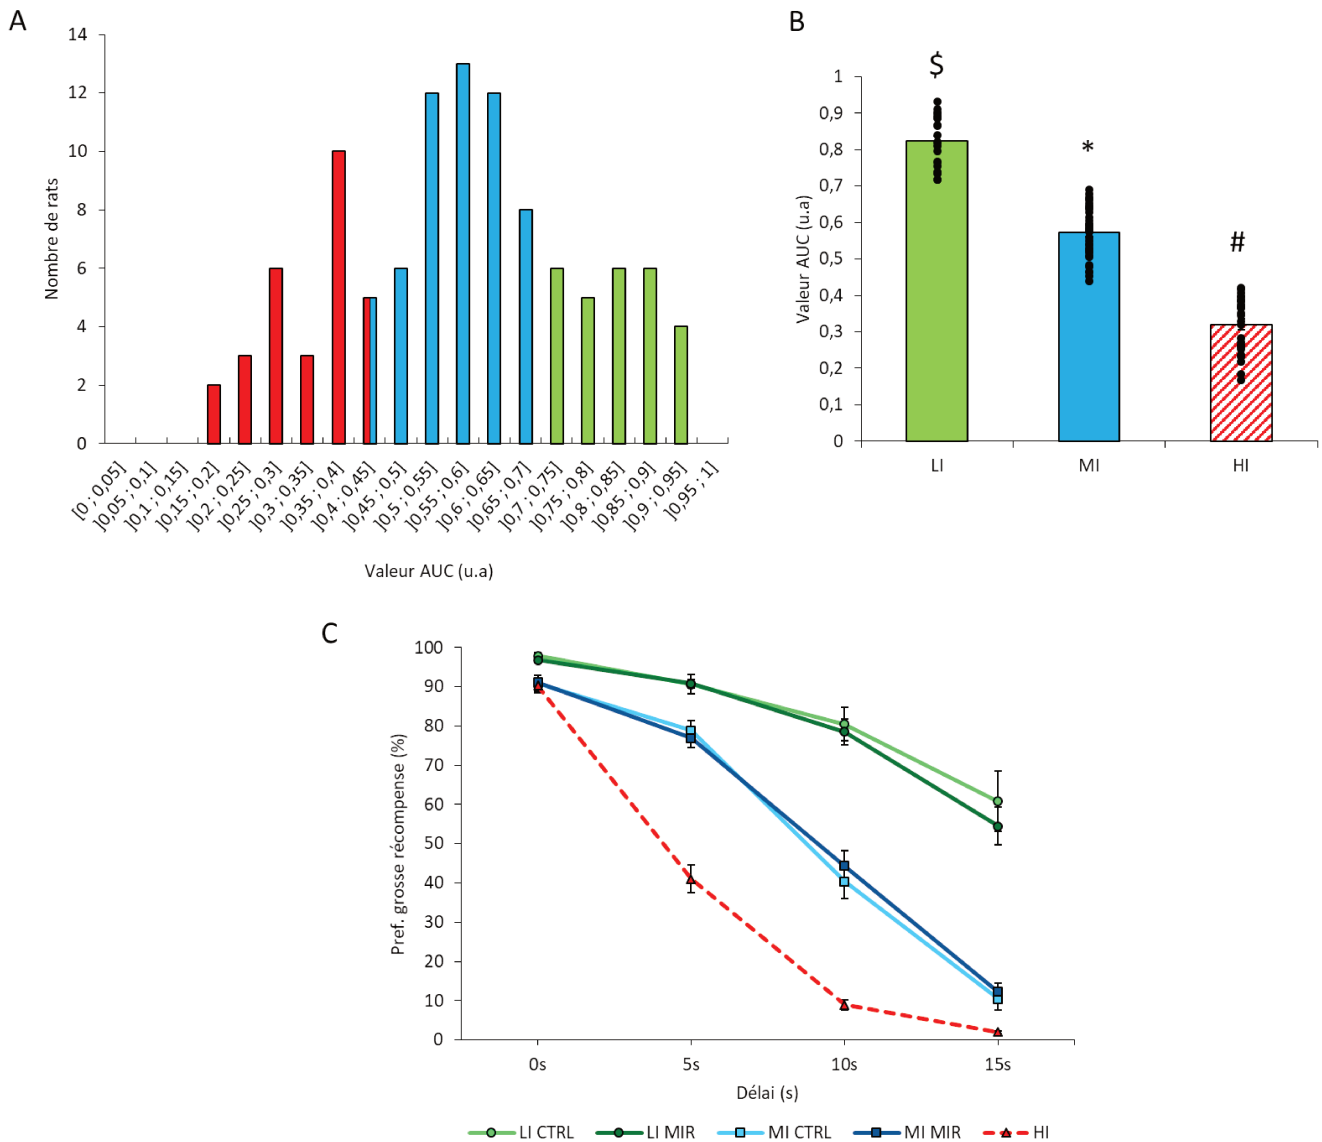 A
14
12
10
8
6
4
2
0
Nombre de rats
[0 ; 0,05]
]0,05 ; 0,1]
]0,1 ; 0,15]
]0,15 ; 0,2]
]0,2 ; 0,25]
]0,25 ; 0,3]
]0,3 ; 0,35]
]0,35 ; 0,4]
]0,4 ; 0,45]
]0,45 ; 0,5]
]0,5 ; 0,55]
]0,55 ; 0,6]
]0,6 ; 0,65]
]0,65 ; 0,7]
]0,7 ; 0,75]
]0,75 ; 0,8]
]0,8 ; 0,85]
]0,85 ; 0,9]
]0,9 ; 0,95]
]0,95 ; 1]
Valeur AUC (u.a)
B
1
0,9
0,8
0,7
0,6
0,5
0,4
0,3
0,2
0,1
0
Valeur AUC (u.a)
$
*
#
LI MI HI
C
100
90
80
70
60
50
40
30
20
10
0
Pref. grosse récompense (%)
0s 5s 10s 15s
Délai (s)
LI CTRL LI MIR MI CTRL MI MIR HI